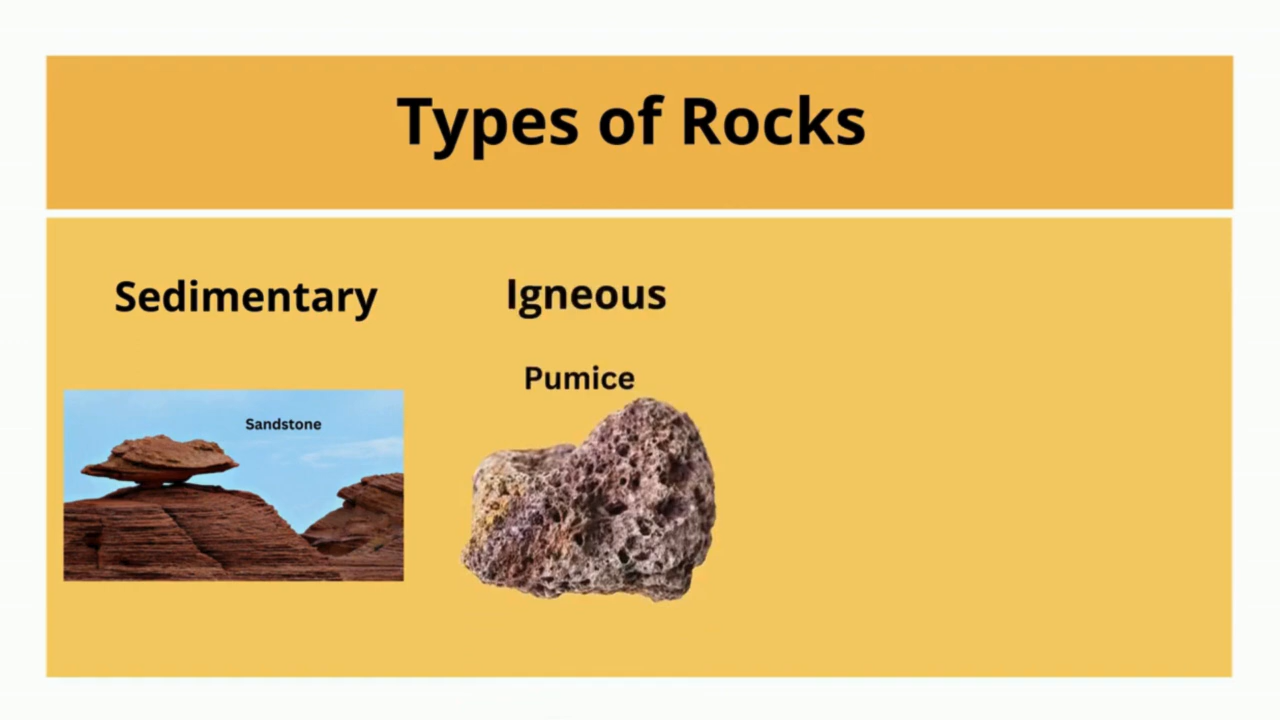 Types of Rocks
Sedimentary
Igneous
Pumice
Sandstone